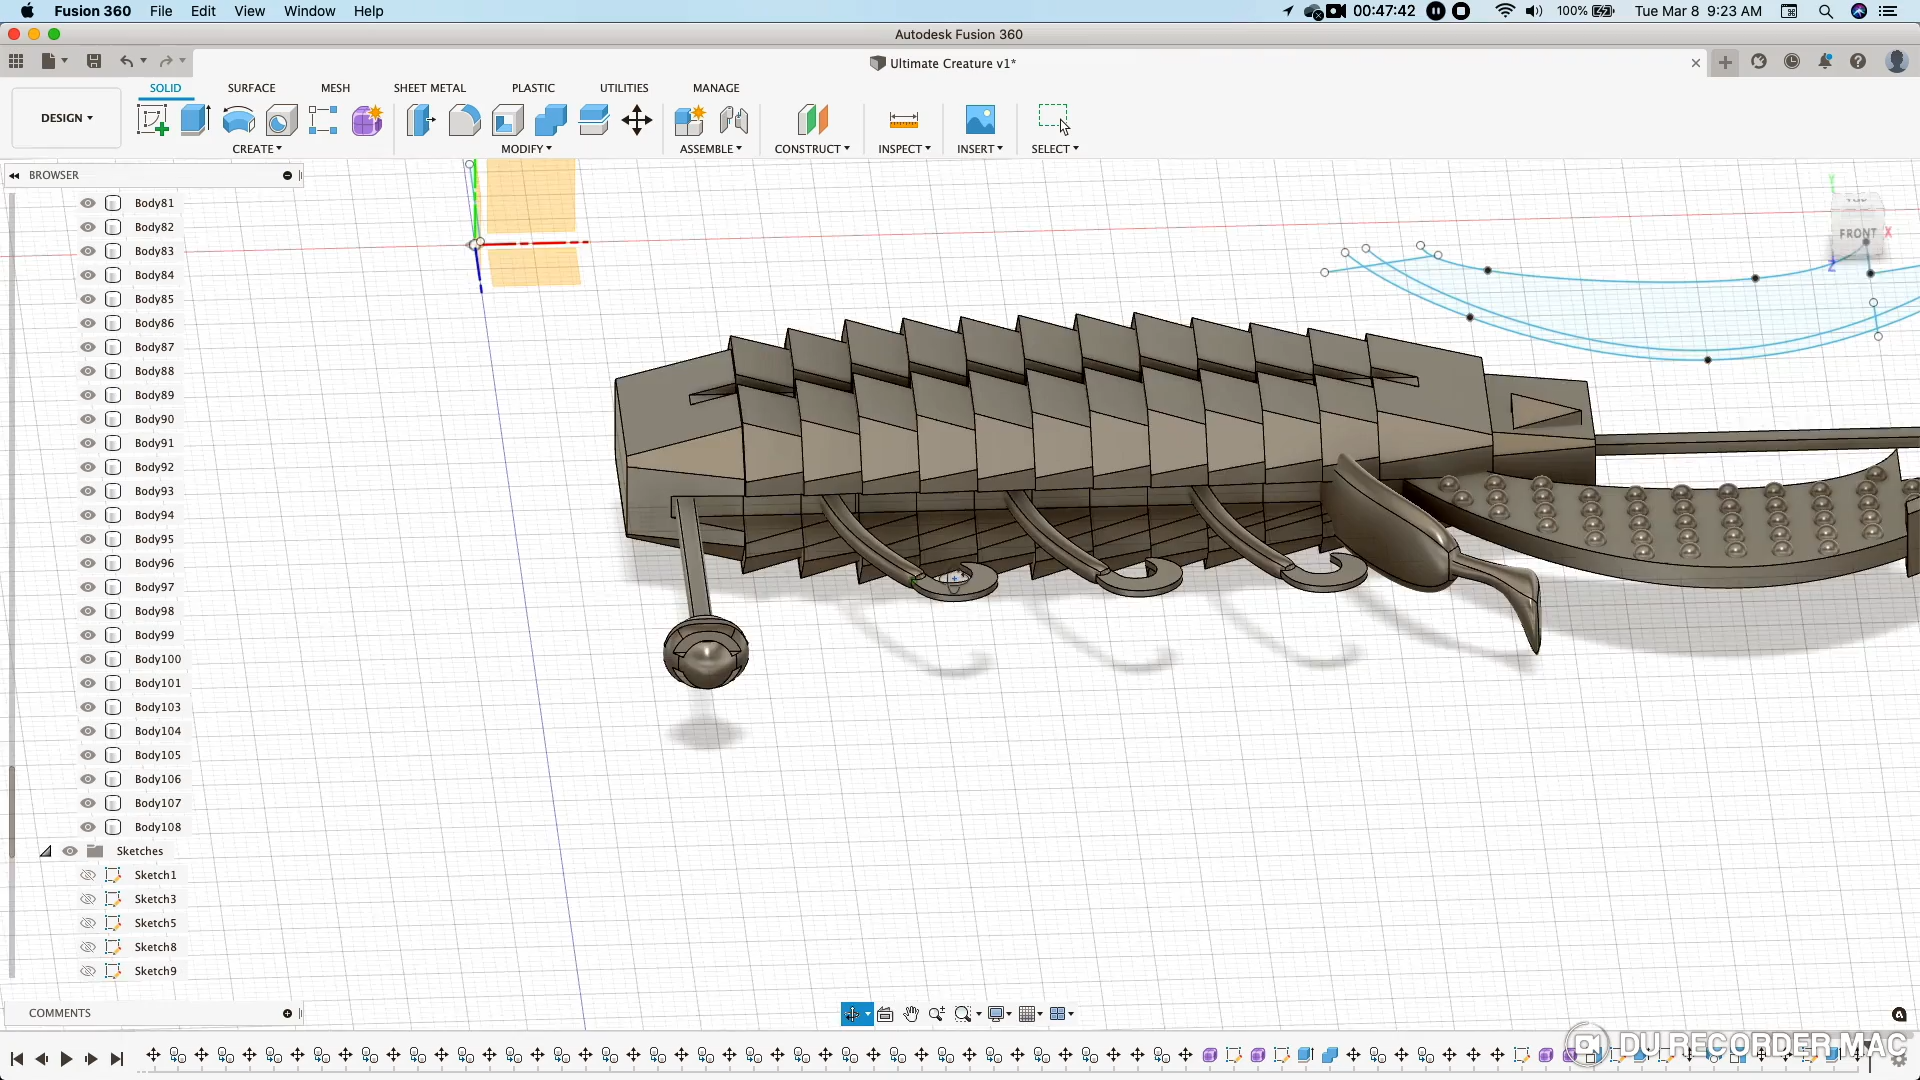 Fusion 360 File Edit View Window Help 00:47:42 100% Tue Mar 8 9:23 AM
Autodesk Fusion 360
Ultimate Creature v1*
SOLID SURFACE MESH SHEET METAL PLASTIC UTILITIES MANAGE
DESIGN
CREATE MODIFY ASSEMBLE CONSTRUCT INSPECT INSERT SELECT
BROWSER
Y
FRONT X
Z
Body81
Body82
Body83
Body84
Body85
Body86
Body87
Body88
Body89
Body90
Body91
Body92
Body93
Body94
Body95
Body96
Body97
Body98
Body99
Body100
Body101
Body103
Body104
Body105
Body106
Body107
Body108
Sketches
Sketch1
Sketch3
Sketch5
Sketch8
Sketch9
COMMENTS
DU RECORDER MAC